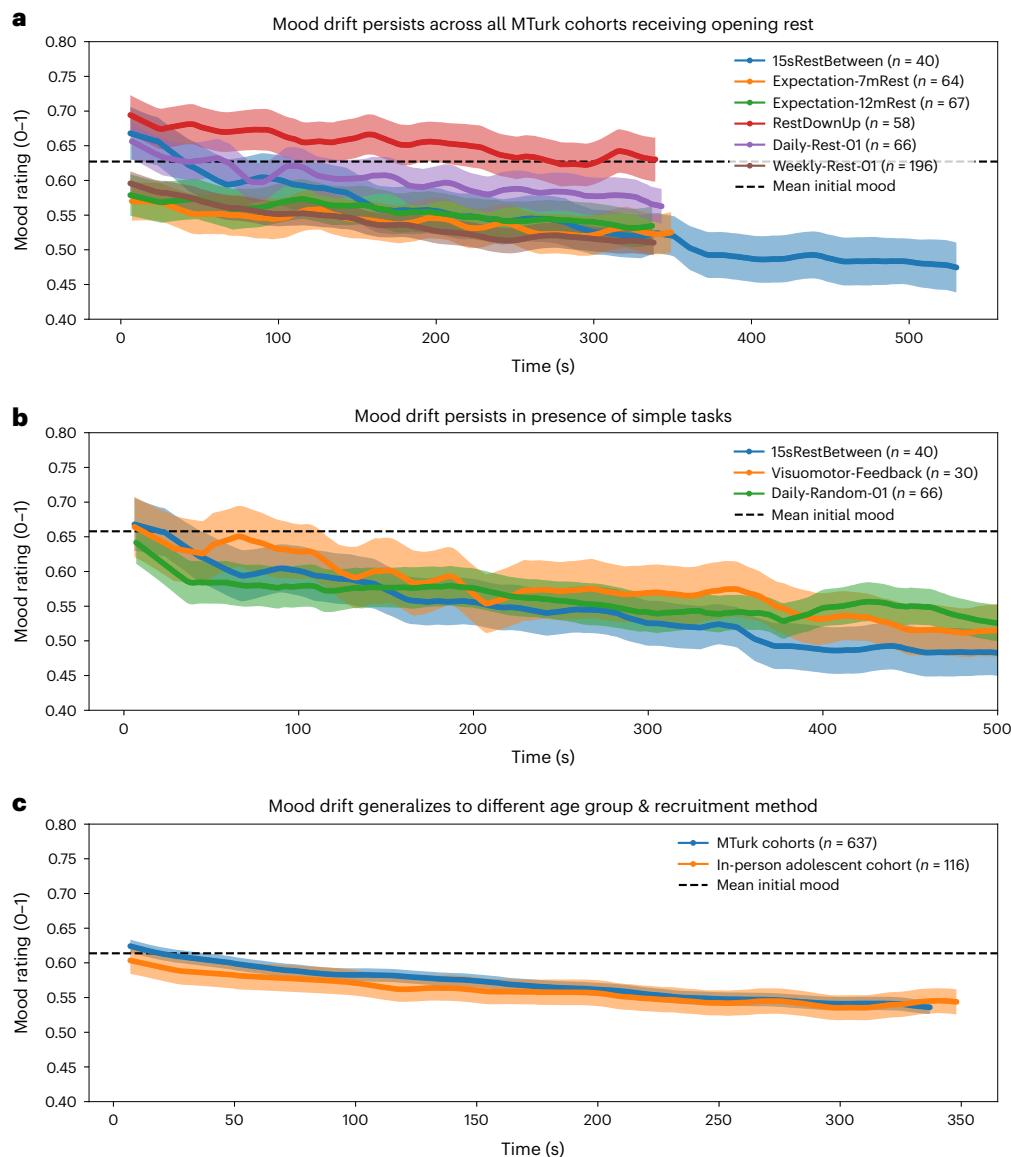 a
Mood drift persists across all MTurk cohorts receiving opening rest
0.80
0.75
0.70
0.65
0.60
0.55
0.50
0.45
0.40
Mood rating (0–1)
15sRestBetween (n = 40)
Expectation-7mRest (n = 64)
Expectation-12mRest (n = 67)
RestDownUp (n = 58)
Daily-Rest-01 (n = 66)
Weekly-Rest-01 (n = 196)
Mean initial mood
0 100 200 300 400 500
Time (s)
b
Mood drift persists in presence of simple tasks
0.80
0.75
0.70
0.65
0.60
0.55
0.50
0.45
0.40
Mood rating (0–1)
15sRestBetween (n = 40)
Visuomotor-Feedback (n = 30)
Daily-Random-01 (n = 66)
Mean initial mood
0 100 200 300 400 500
Time (s)
c
Mood drift generalizes to different age group & recruitment method
0.80
0.75
0.70
0.65
0.60
0.55
0.50
0.45
0.40
Mood rating (0–1)
MTurk cohorts (n = 637)
In-person adolescent cohort (n = 116)
Mean initial mood
0 50 100 150 200 250 300 350
Time (s)